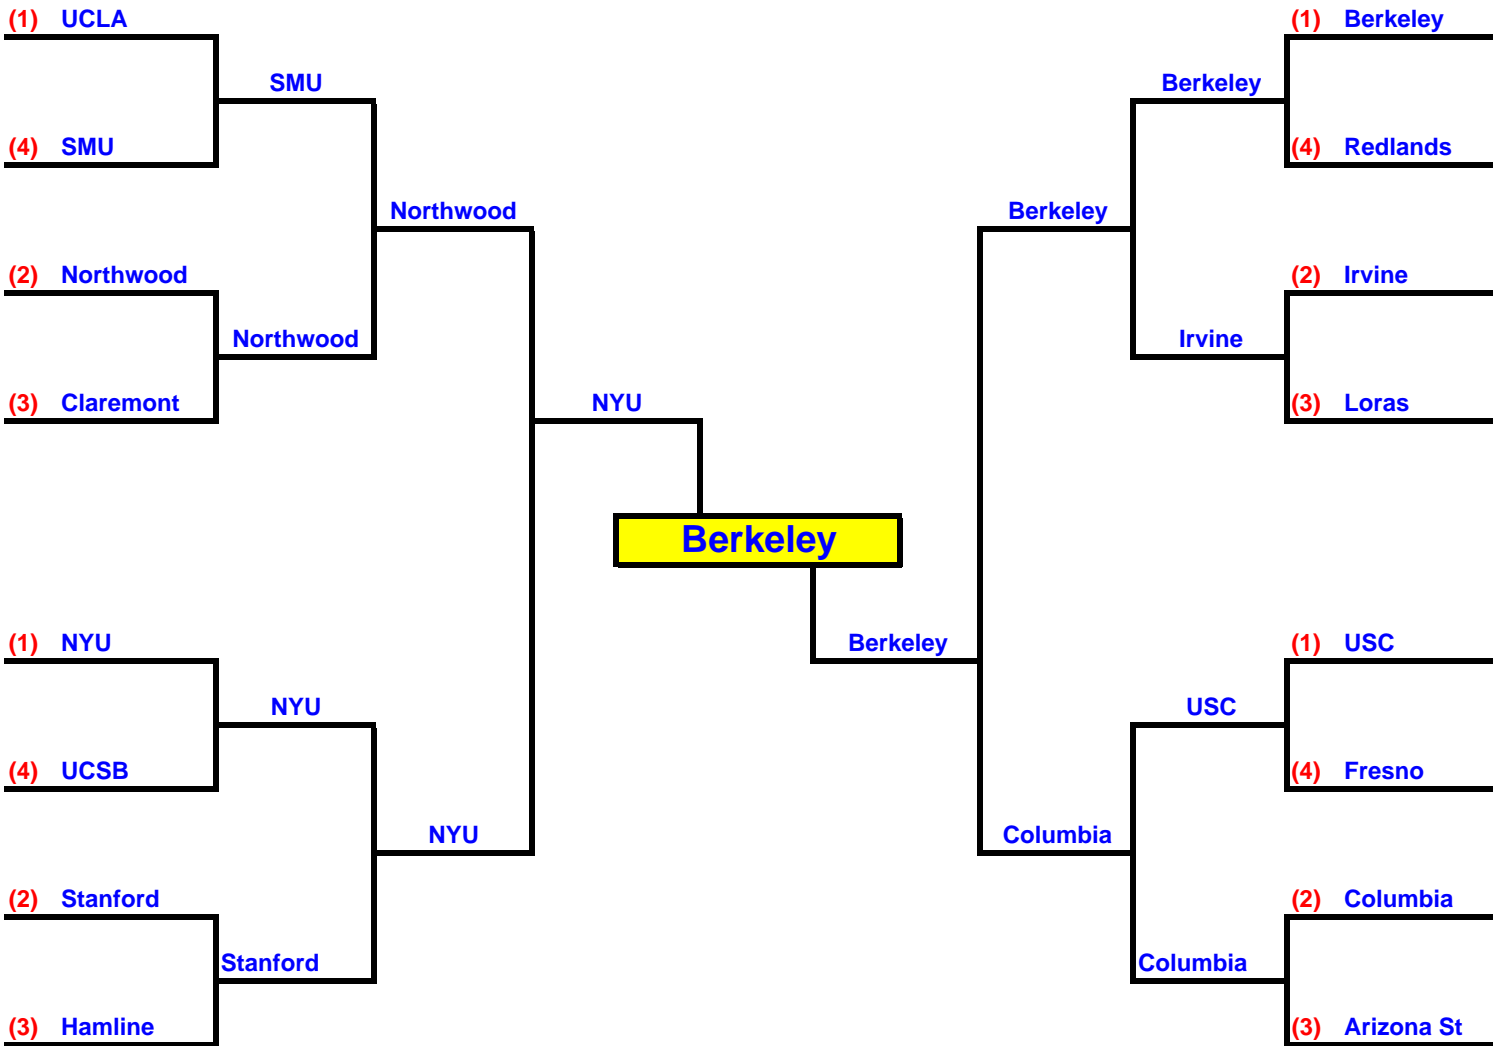 (1) UCLA
(1) Berkeley
SMU
Berkeley
(4) SMU
(4) Redlands
Northwood
Berkeley
(2) Northwood
(2) Irvine
Northwood
Irvine
(3) Claremont
NYU
(3) Loras
Berkeley
(1) NYU
Berkeley
(1) USC
NYU
USC
(4) UCSB
(4) Fresno
NYU
Columbia
(2) Stanford
(2) Columbia
Stanford
Columbia
(3) Hamline
(3) Arizona St